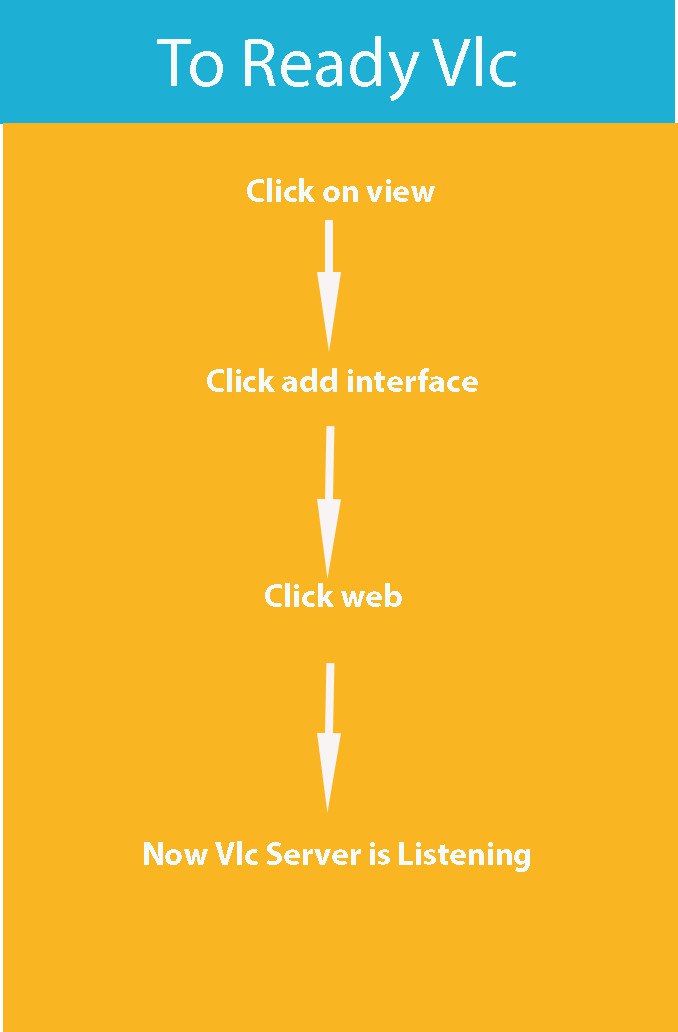 To Ready Vlc
Click on view
Click add interface
Click web
Now Vlc Server is Listening